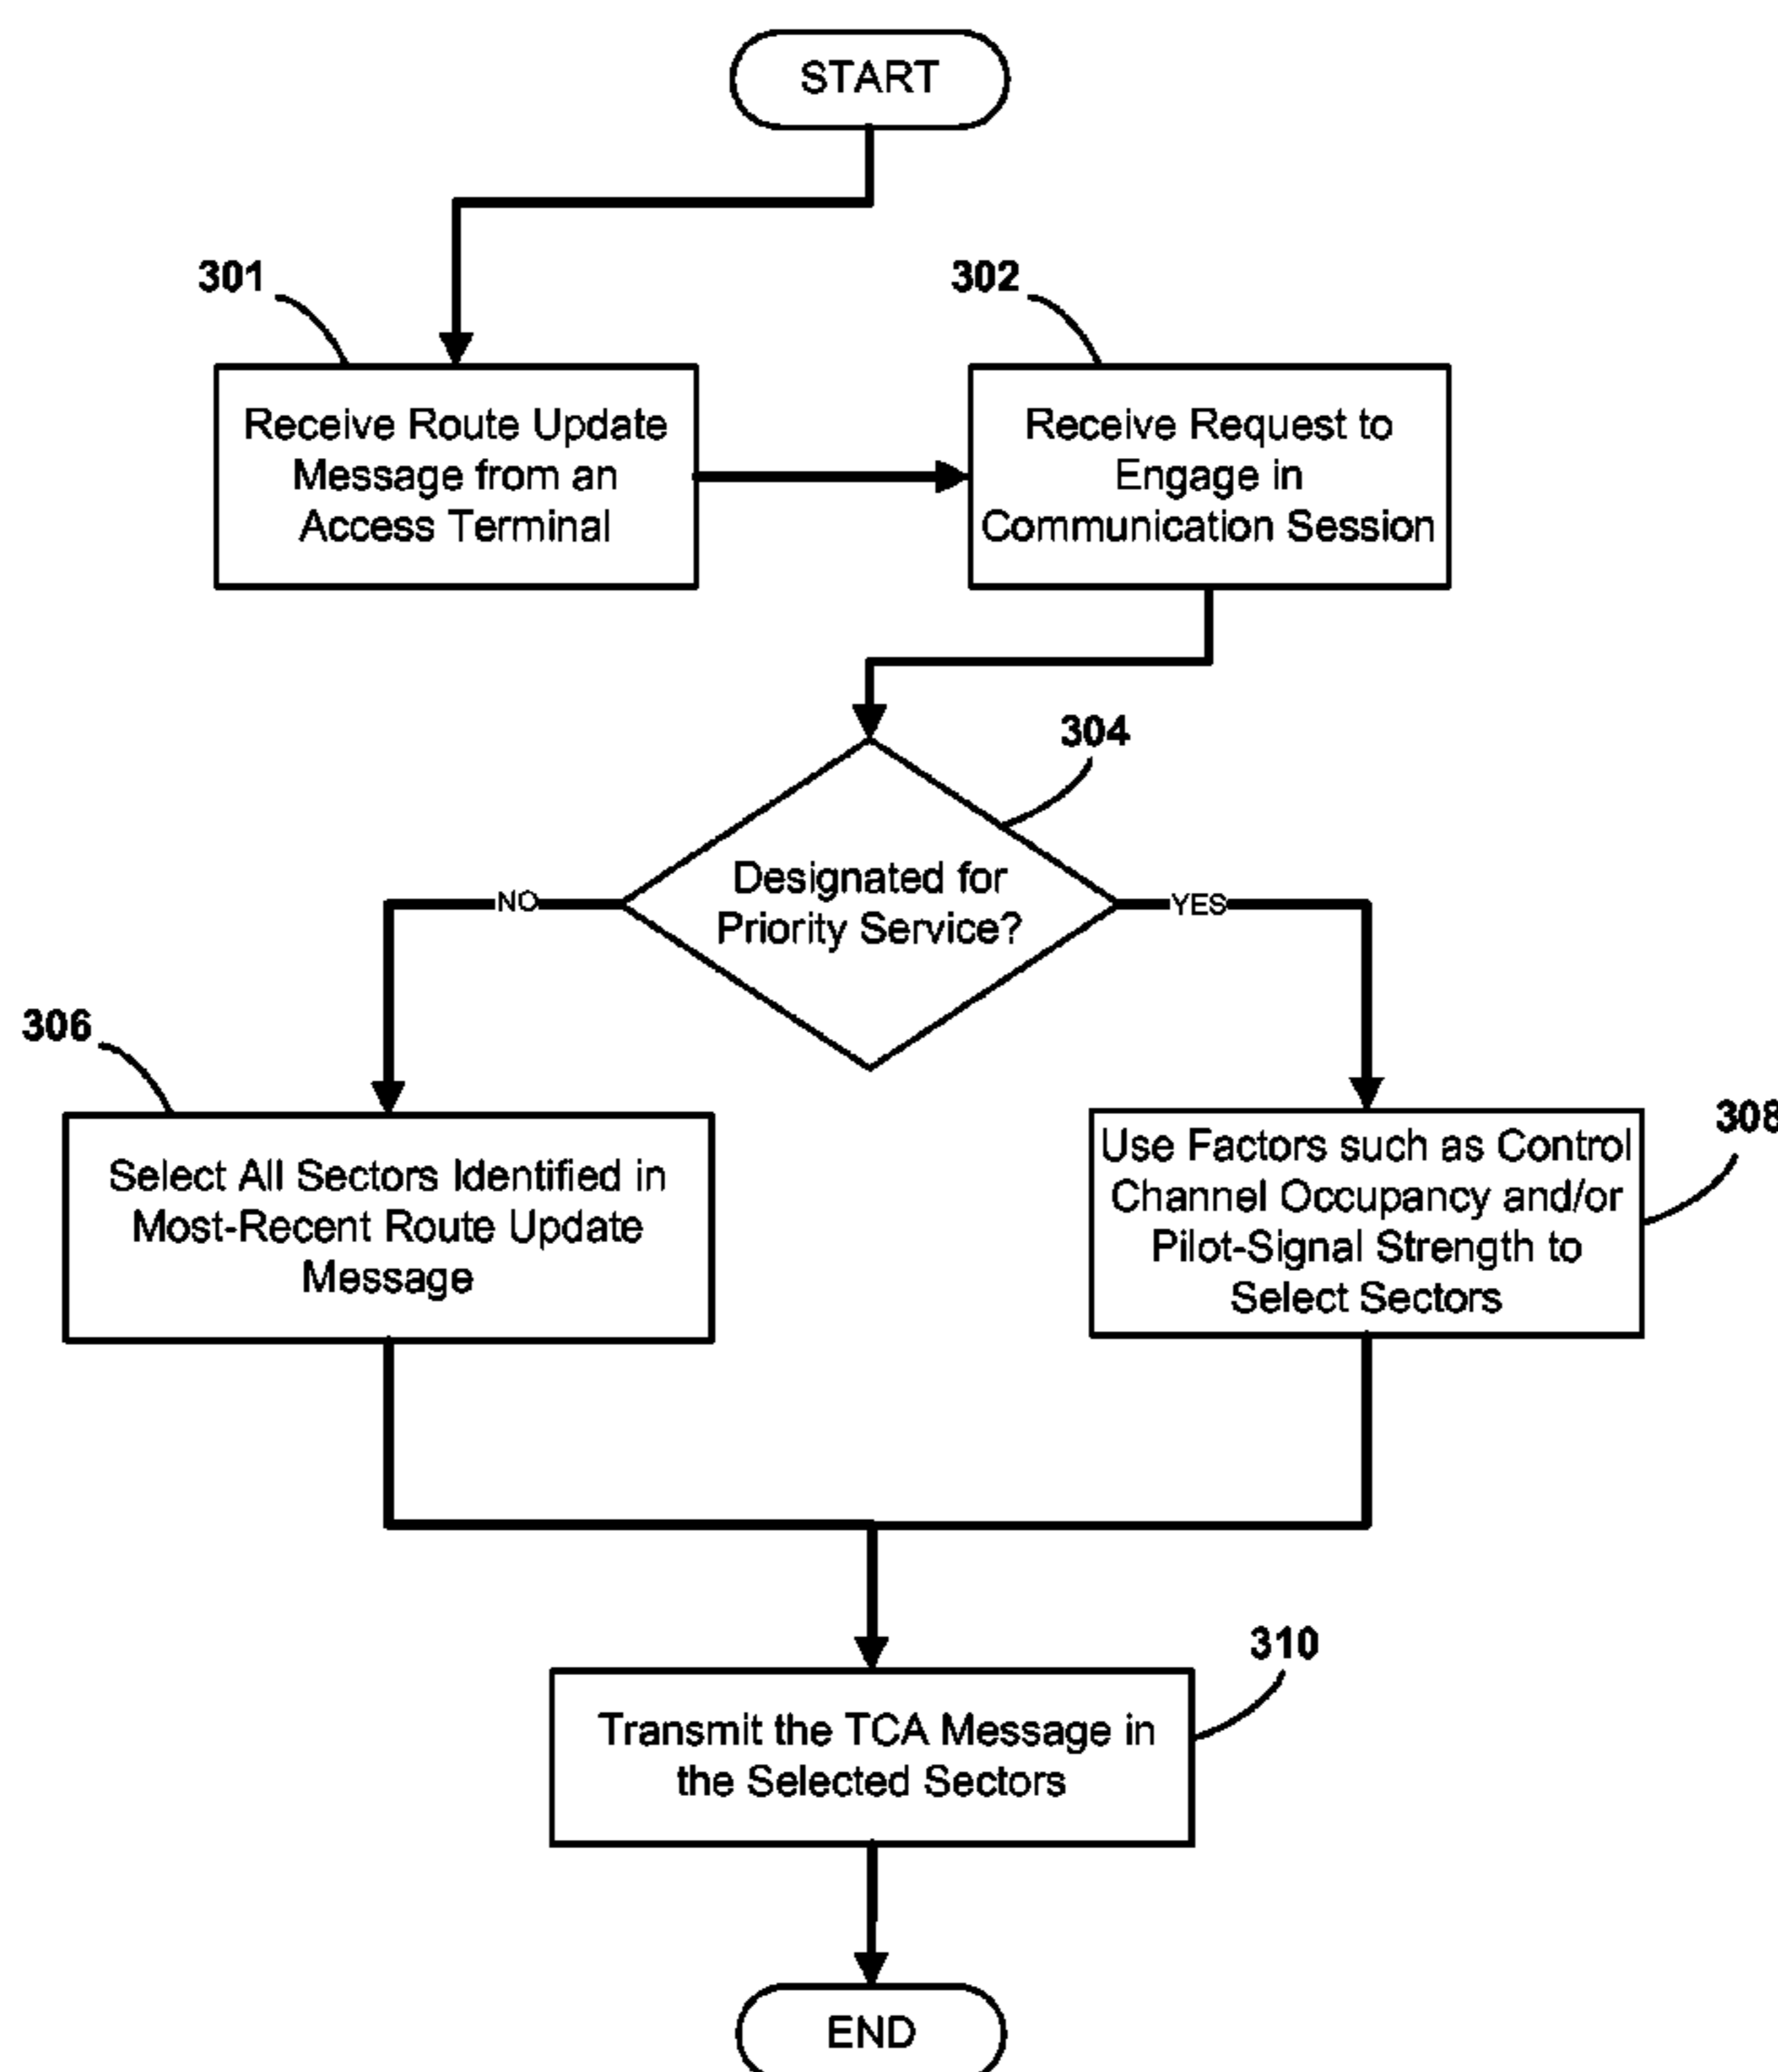 START
301
302
Receive Route Update
Message from an
Access Terminal
Receive Request to
Engage in
Communication Session
304
Designated for
Priority Service?
NO
YES
306
308
Select All Sectors Identified in
Most-Recent Route Update
Message
Use Factors such as Control
Channel Occupancy and/or
Pilot-Signal Strength to
Select Sectors
310
Transmit the TCA Message in
the Selected Sectors
END